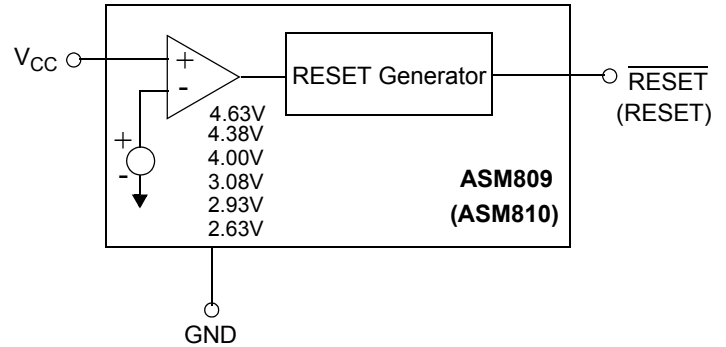 V_CC
+
-
RESET Generator
RESET
(RESET)
+
-
4.63V
4.38V
4.00V
3.08V
2.93V
2.63V
ASM809
(ASM810)
GND